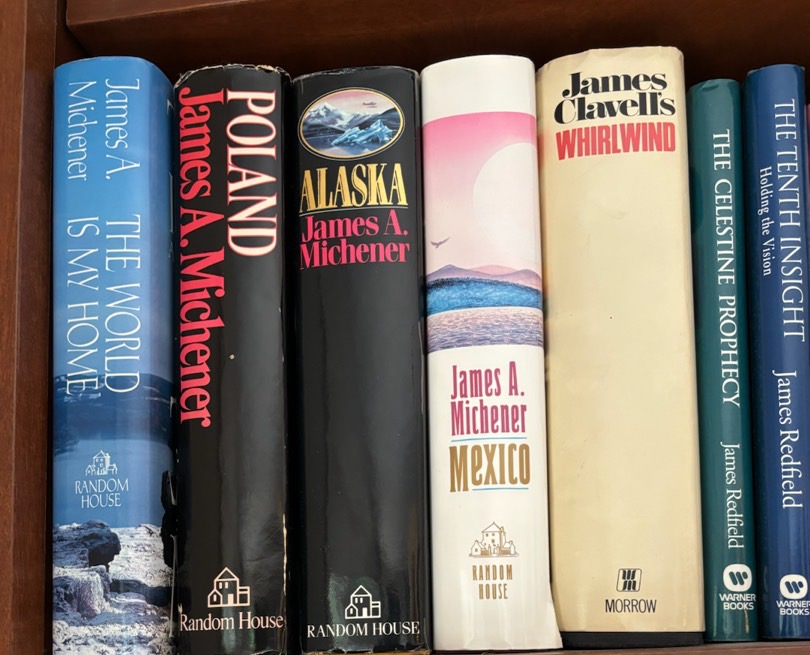 James A.
Michener
THE WORLD
IS MY HOME
RANDOM
HOUSE
POLAND
James A. Michener
Random House
ALASKA
James A.
Michener
RANDOM HOUSE
James A.
Michener
Mexico
RANDOM
HOUSE
James
Clavell's
WHIRLWIND
MORROW
THE CELESTINE PROPHECY
James Redfield
WARNER
BOOKS
THE TENTH INSIGHT
Holding the Vision
James Redfield
WARNER
BOOKS